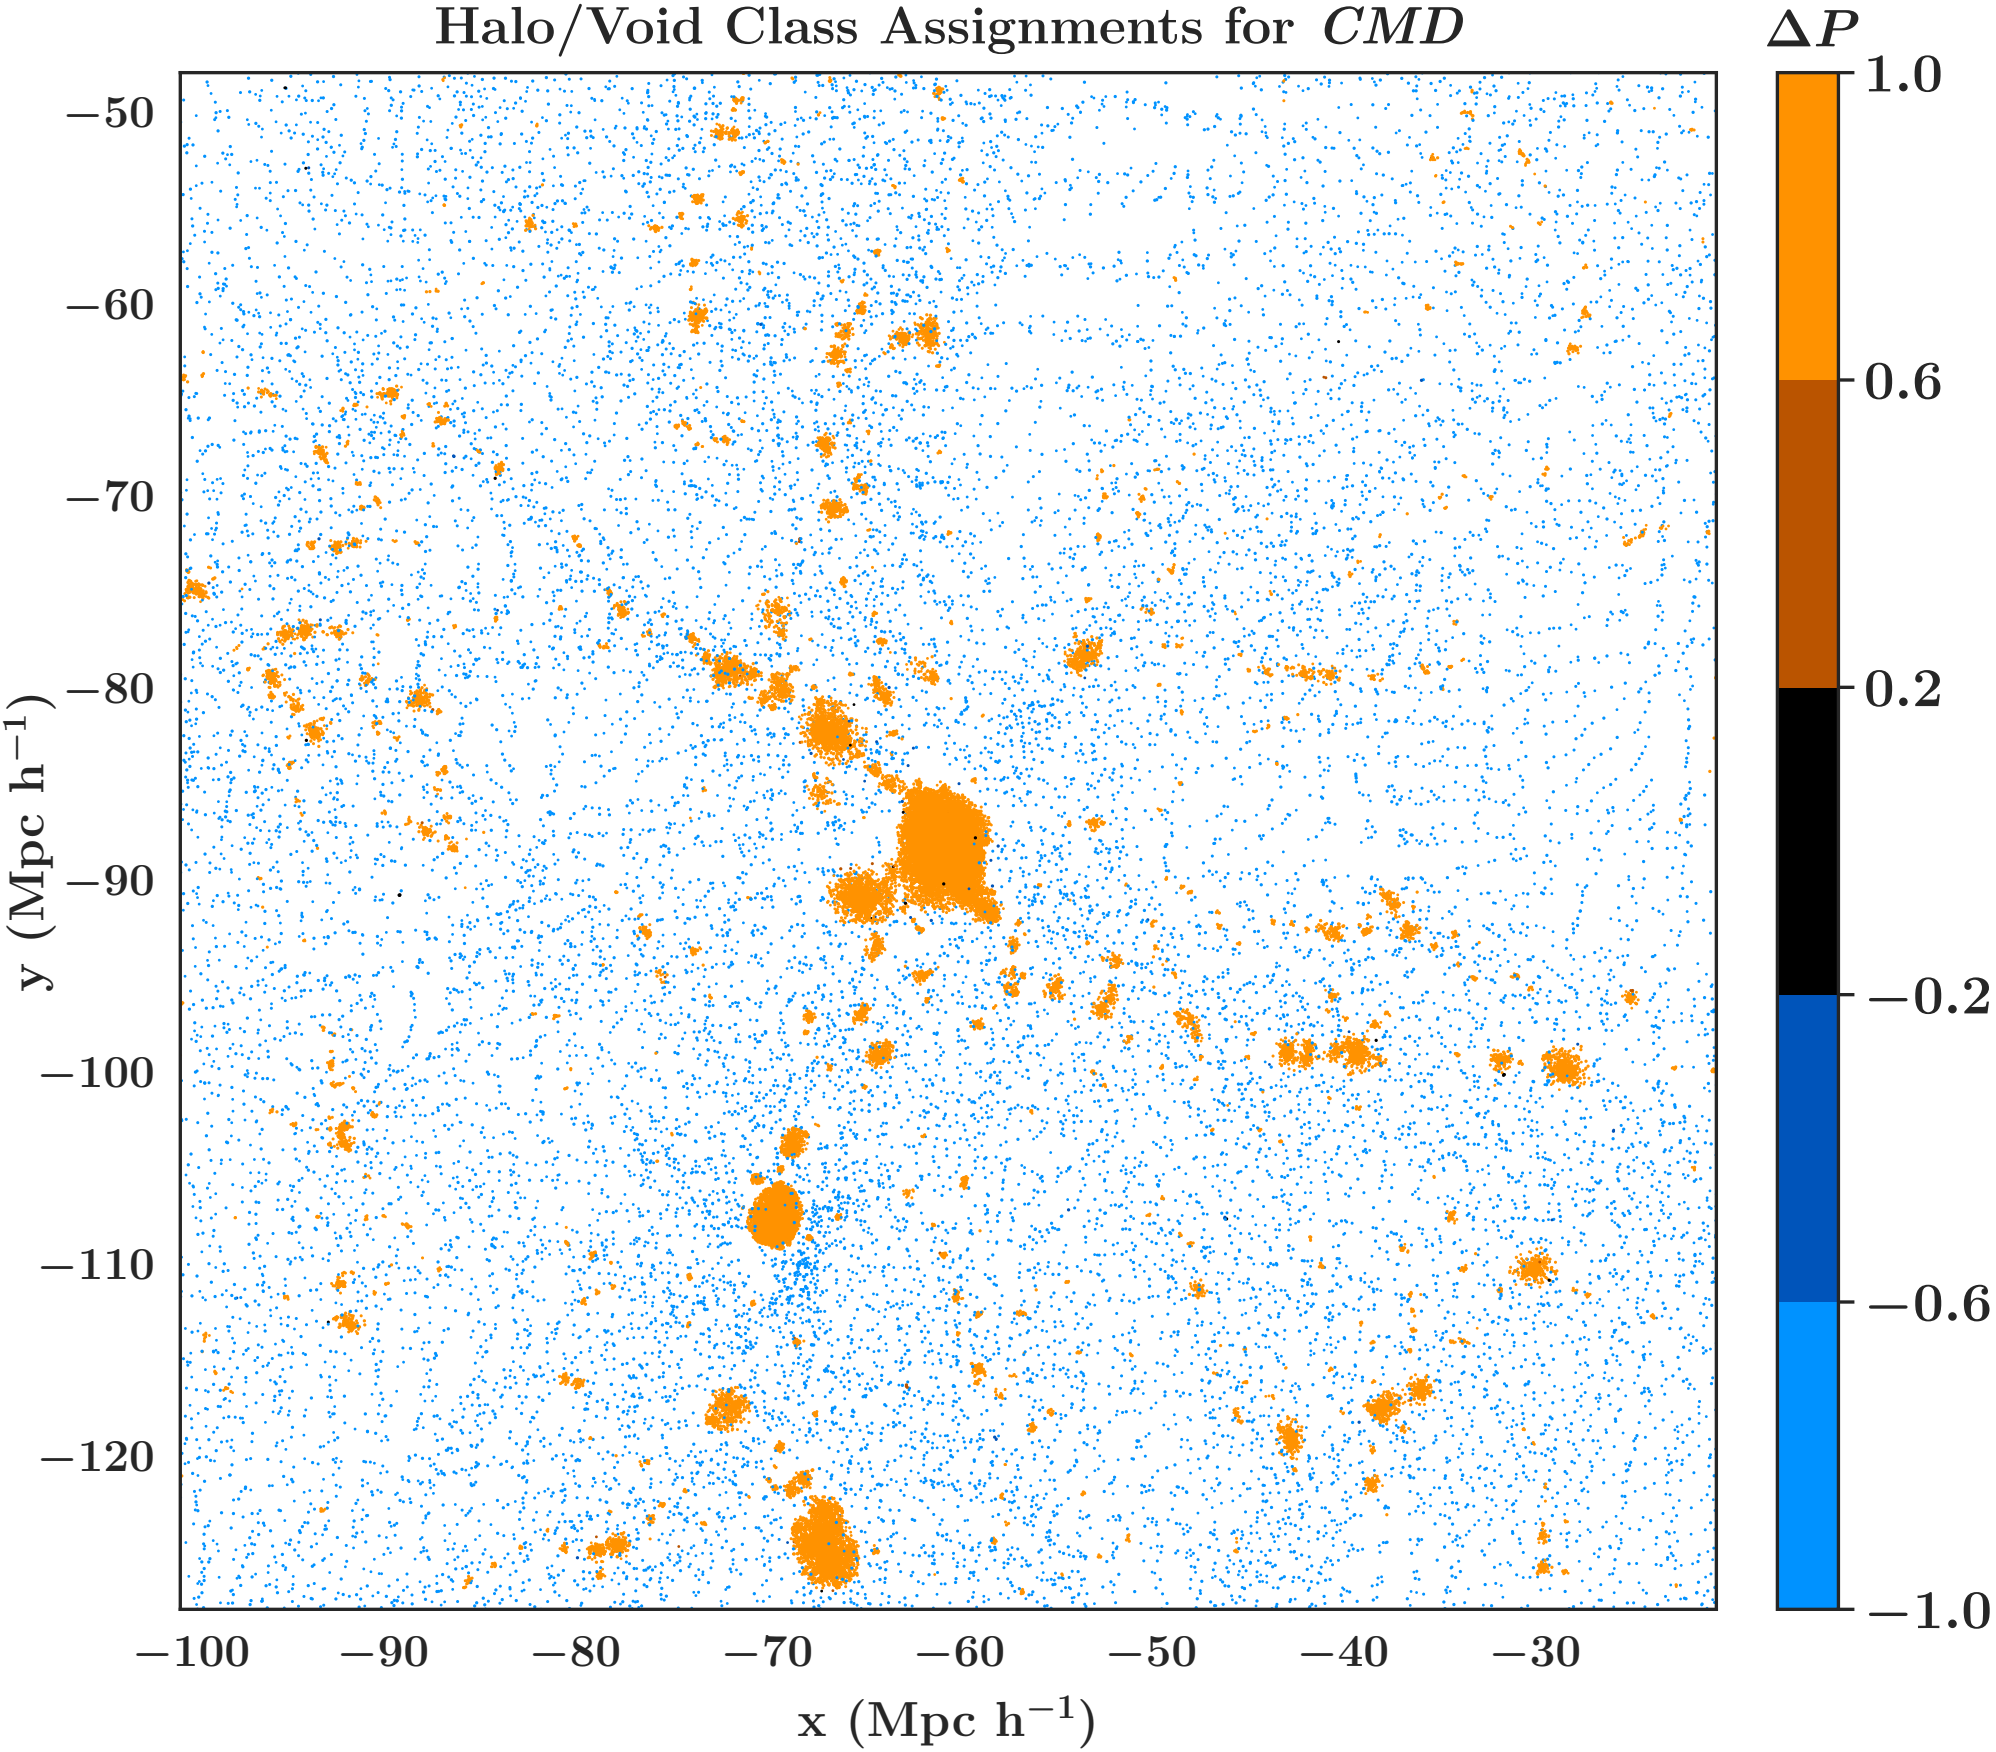 Halo/Void Class Assignments for CMD
ΔP
1.0
0.6
0.2
−0.2
−0.6
−1.0
y (Mpc h⁻¹)
−50
−60
−70
−80
−90
−100
−110
−120
−100 −90 −80 −70 −60 −50 −40 −30
x (Mpc h⁻¹)